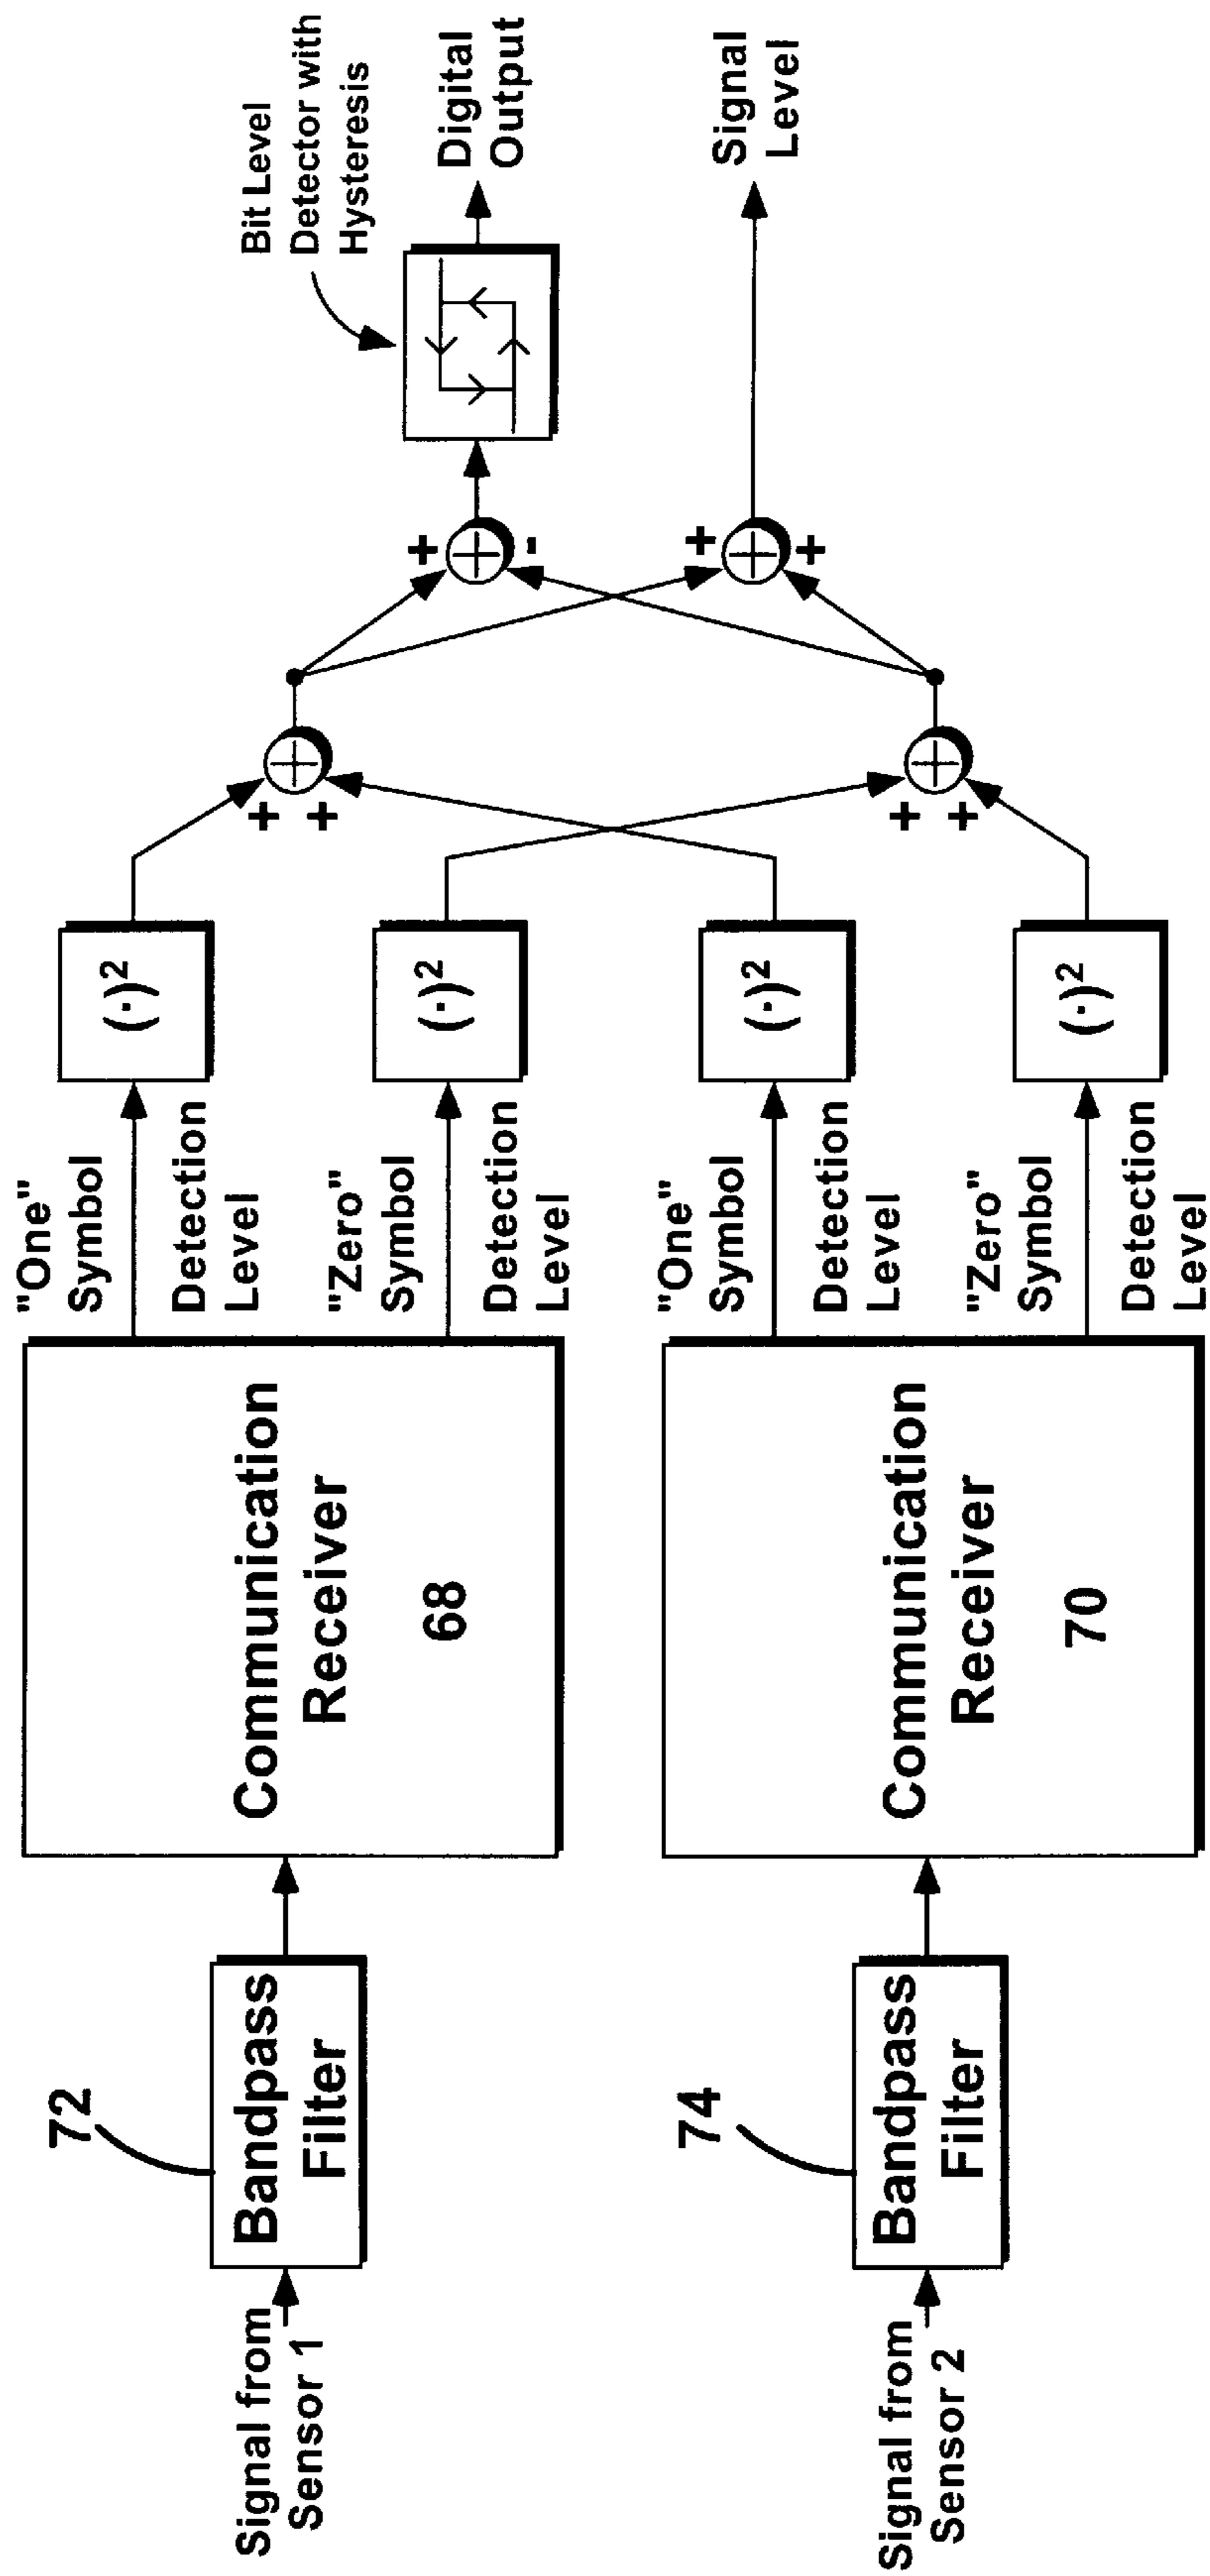 Signal from
Sensor 1
72
Bandpass
Filter
Communication
Receiver
68
"One"
Symbol
Detection
Level
"Zero"
Symbol
Detection
Level
(·)²
(·)²
+
+
+
-
Bit Level
Detector with
Hysteresis
Digital
Output
Signal from
Sensor 2
74
Bandpass
Filter
Communication
Receiver
70
"One"
Symbol
Detection
Level
"Zero"
Symbol
Detection
Level
(·)²
(·)²
+
+
+
+
Signal
Level